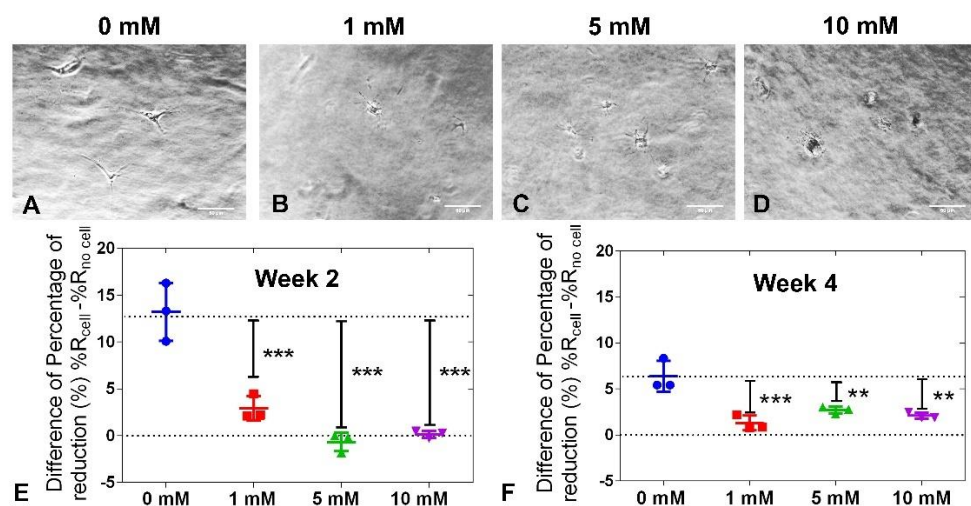 0 mM 1 mM 5 mM 10 mM
A B C D
Difference of Percentage of
reduction (%) %Rcell -%Rno cell
20
15
10
5
0
-5
Week 2
***
***
***
0 mM 1 mM 5 mM 10 mM
E
Difference of Percentage of
reduction (%) %Rcell -%Rno cell
20
15
10
5
0
-5
Week 4
***
**
**
0 mM 1 mM 5 mM 10 mM
F